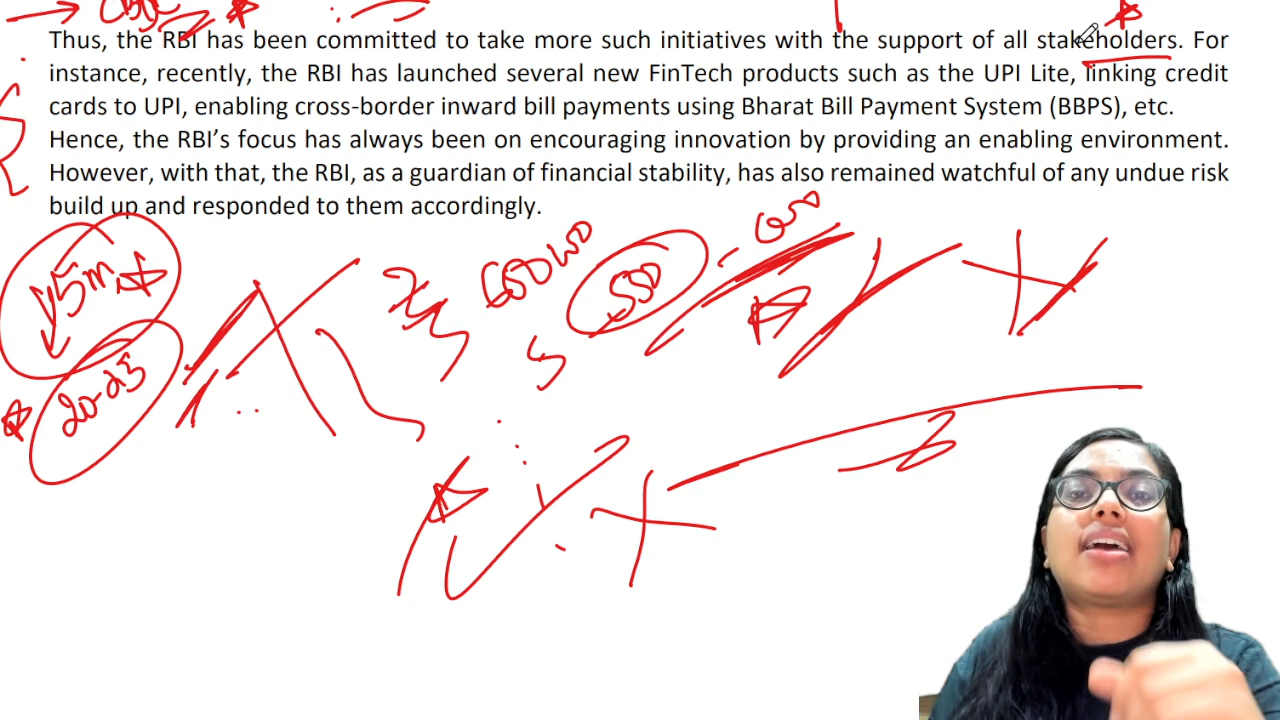 CBDC
Thus, the RBI has been committed to take more such initiatives with the support of all stakeholders. For
instance, recently, the RBI has launched several new FinTech products such as the UPI Lite, linking credit
cards to UPI, enabling cross-border inward bill payments using Bharat Bill Payment System (BBPS), etc.
Hence, the RBI’s focus has always been on encouraging innovation by providing an enabling environment.
However, with that, the RBI, as a guardian of financial stability, has also remained watchful of any undue risk
build up and responded to them accordingly.
20-25